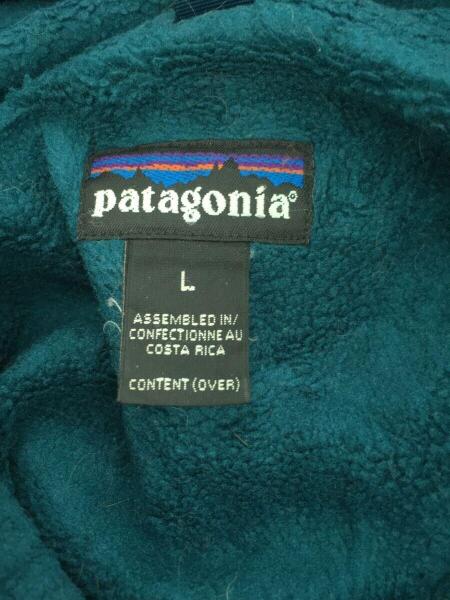 patagonia®
L
ASSEMBLED IN/
CONFECTIONNE AU
COSTA RICA
CONTENT (OVER)